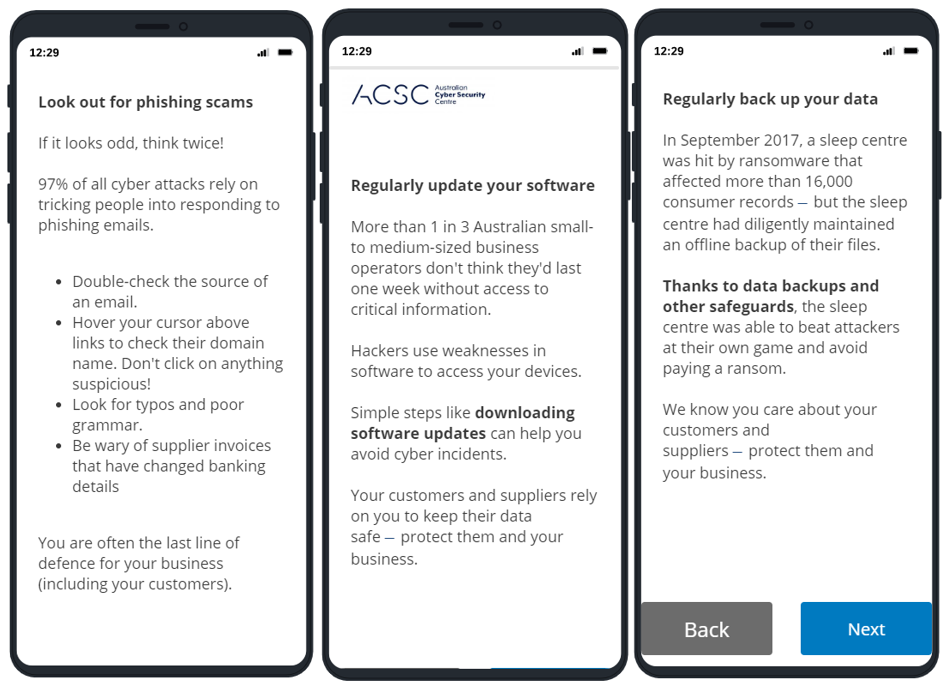 12:29
Look out for phishing scams
If it looks odd, think twice!
97% of all cyber attacks rely on
tricking people into responding to
phishing emails.
• Double-check the source of
an email.
• Hover your cursor above
links to check their domain
name. Don't click on anything
suspicious!
• Look for typos and poor
grammar.
• Be wary of supplier invoices
that have changed banking
details
You are often the last line of
defence for your business
(including your customers).
12:29
ACSC
Australian
Cyber Security
Centre
Regularly update your software
More than 1 in 3 Australian small-
to medium-sized business
operators don't think they'd last
one week without access to
critical information.
Hackers use weaknesses in
software to access your devices.
Simple steps like downloading
software updates can help you
avoid cyber incidents.
Your customers and suppliers rely
on you to keep their data
safe – protect them and your
business.
12:29
Regularly back up your data
In September 2017, a sleep centre
was hit by ransomware that
affected more than 16,000
consumer records – but the sleep
centre had diligently maintained
an offline backup of their files.
Thanks to data backups and
other safeguards, the sleep
centre was able to beat attackers
at their own game and avoid
paying a ransom.
We know you care about your
customers and
suppliers – protect them and
your business.
Back
Next